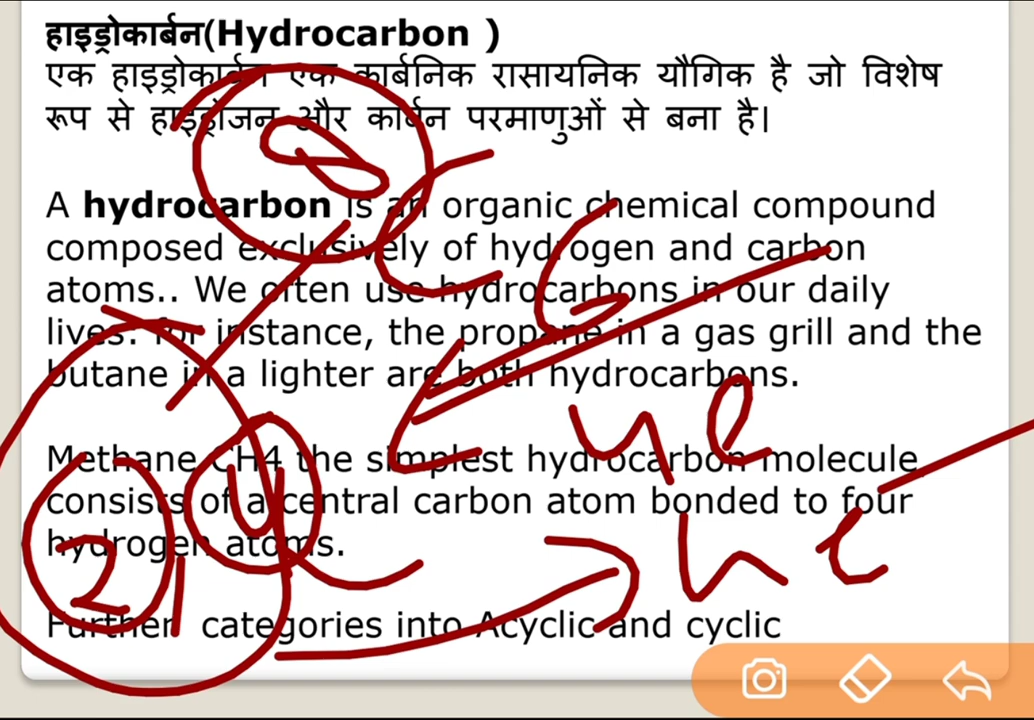 हाइड्रोकार्बन(Hydrocarbon )
एक हाइड्रोकार्बन एक कार्बनिक रासायनिक यौगिक है जो विशेष
रूप से हाइड्रोजन और कार्बन परमाणुओं से बना है।
A hydrocarbon is an organic chemical compound
composed exclusively of hydrogen and carbon
atoms.. We often use hydrocarbons in our daily
lives: for instance, the propane in a gas grill and the
butane in a lighter are both hydrocarbons.
Methane CH4 the simplest hydrocarbon molecule
consists of a central carbon atom bonded to four
hydrogen atoms.
Further categories into Acyclic and cyclic